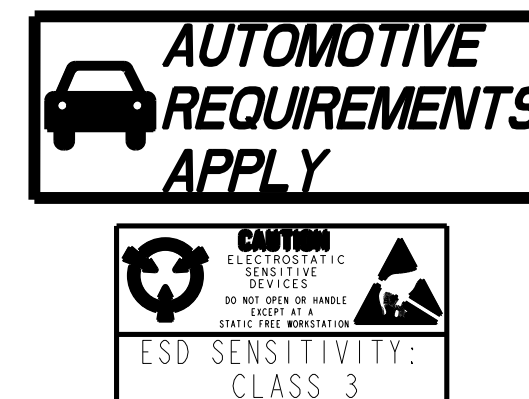 AUTOMOTIVE
REQUIREMENTS
APPLY
CAUTION
ELECTROSTATIC
SENSITIVE
DEVICES
DO NOT OPEN OR HANDLE
EXCEPT AT A
STATIC FREE WORKSTATION
ESD SENSITIVITY:
CLASS 3